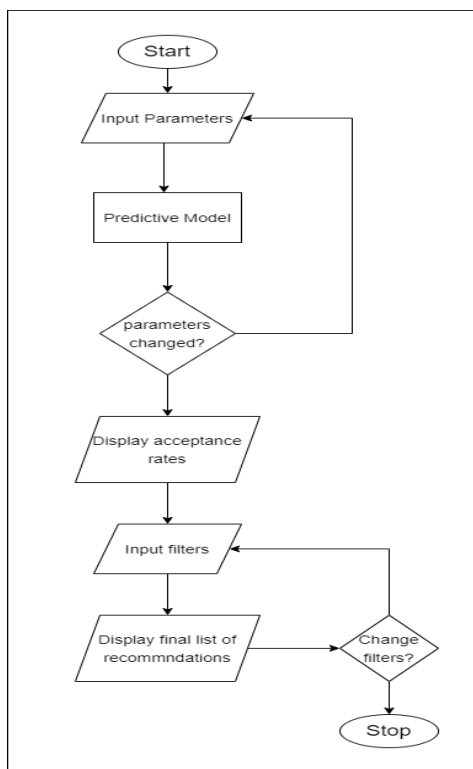 Start
Input Parameters
Predictive Model
parameters
changed?
Display acceptance
rates
Input filters
Display final list of
recommndations
Change
filters?
Stop